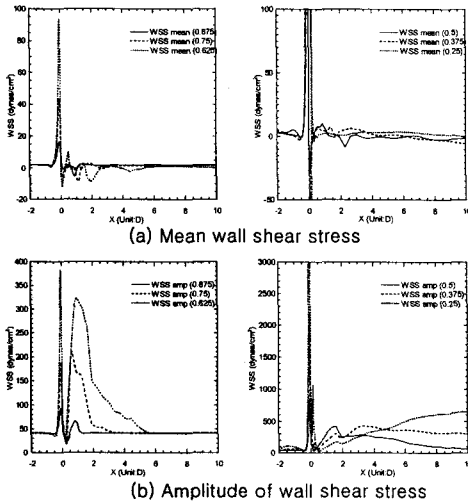 WSS mean (0.875)
WSS mean (0.75)
WSS mean (0.625)
WSS (dynes/cm²)
100
80
60
40
20
0
-20
-2 0 2 4 6 8 10
X (Unit:D)
WSS mean (0.5)
WSS mean (0.375)
WSS mean (0.25)
WSS (dynes/cm²)
100
50
0
-50
-2 0 2 4 6 8 10
X (Unit:D)
(a) Mean wall shear stress
WSS amp (0.875)
WSS amp (0.75)
WSS amp (0.625)
WSS (dynes/cm²)
400
350
300
250
200
150
100
50
0
-2 0 2 4 6 8 10
X (Unit:D)
WSS amp (0.5)
WSS amp (0.375)
WSS amp (0.25)
WSS (dynes/cm²)
3000
2500
2000
1500
1000
500
0
-2 0 2 4 6 8 10
X (Unit:D)
(b) Amplitude of wall shear stress